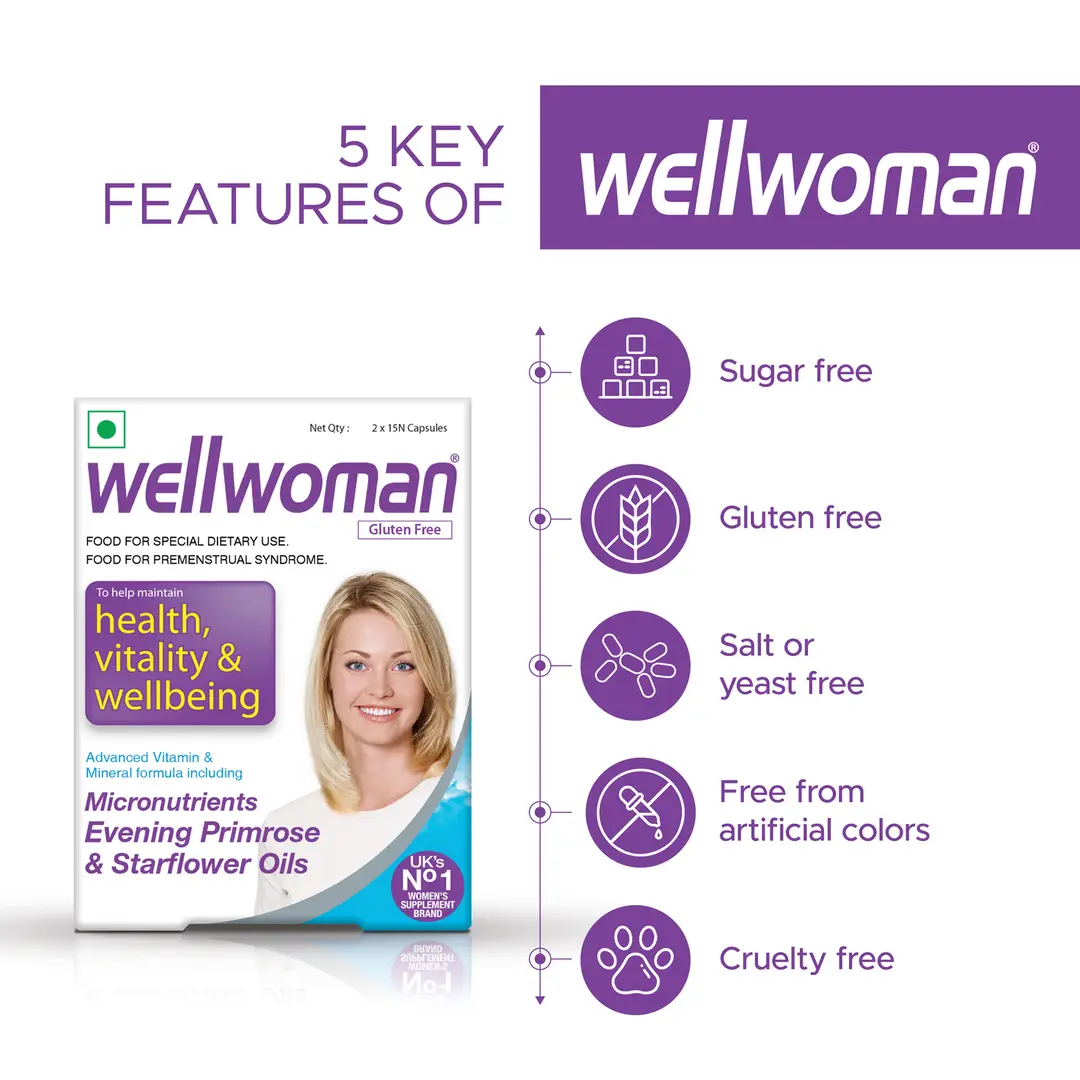 5 KEY
FEATURES OF
wellwoman®
Net Qty : 2 x 15N Capsules
wellwoman®
Gluten Free
FOOD FOR SPECIAL DIETARY USE.
FOOD FOR PREMENSTRUAL SYNDROME.
To help maintain
health,
vitality &
wellbeing
Advanced Vitamin &
Mineral formula including
Micronutrients
Evening Primrose
& Starflower Oils
UK's
Nº1
WOMEN'S
SUPPLEMENT
BRAND
Sugar free
Gluten free
Salt or
yeast free
Free from
artificial colors
Cruelty free